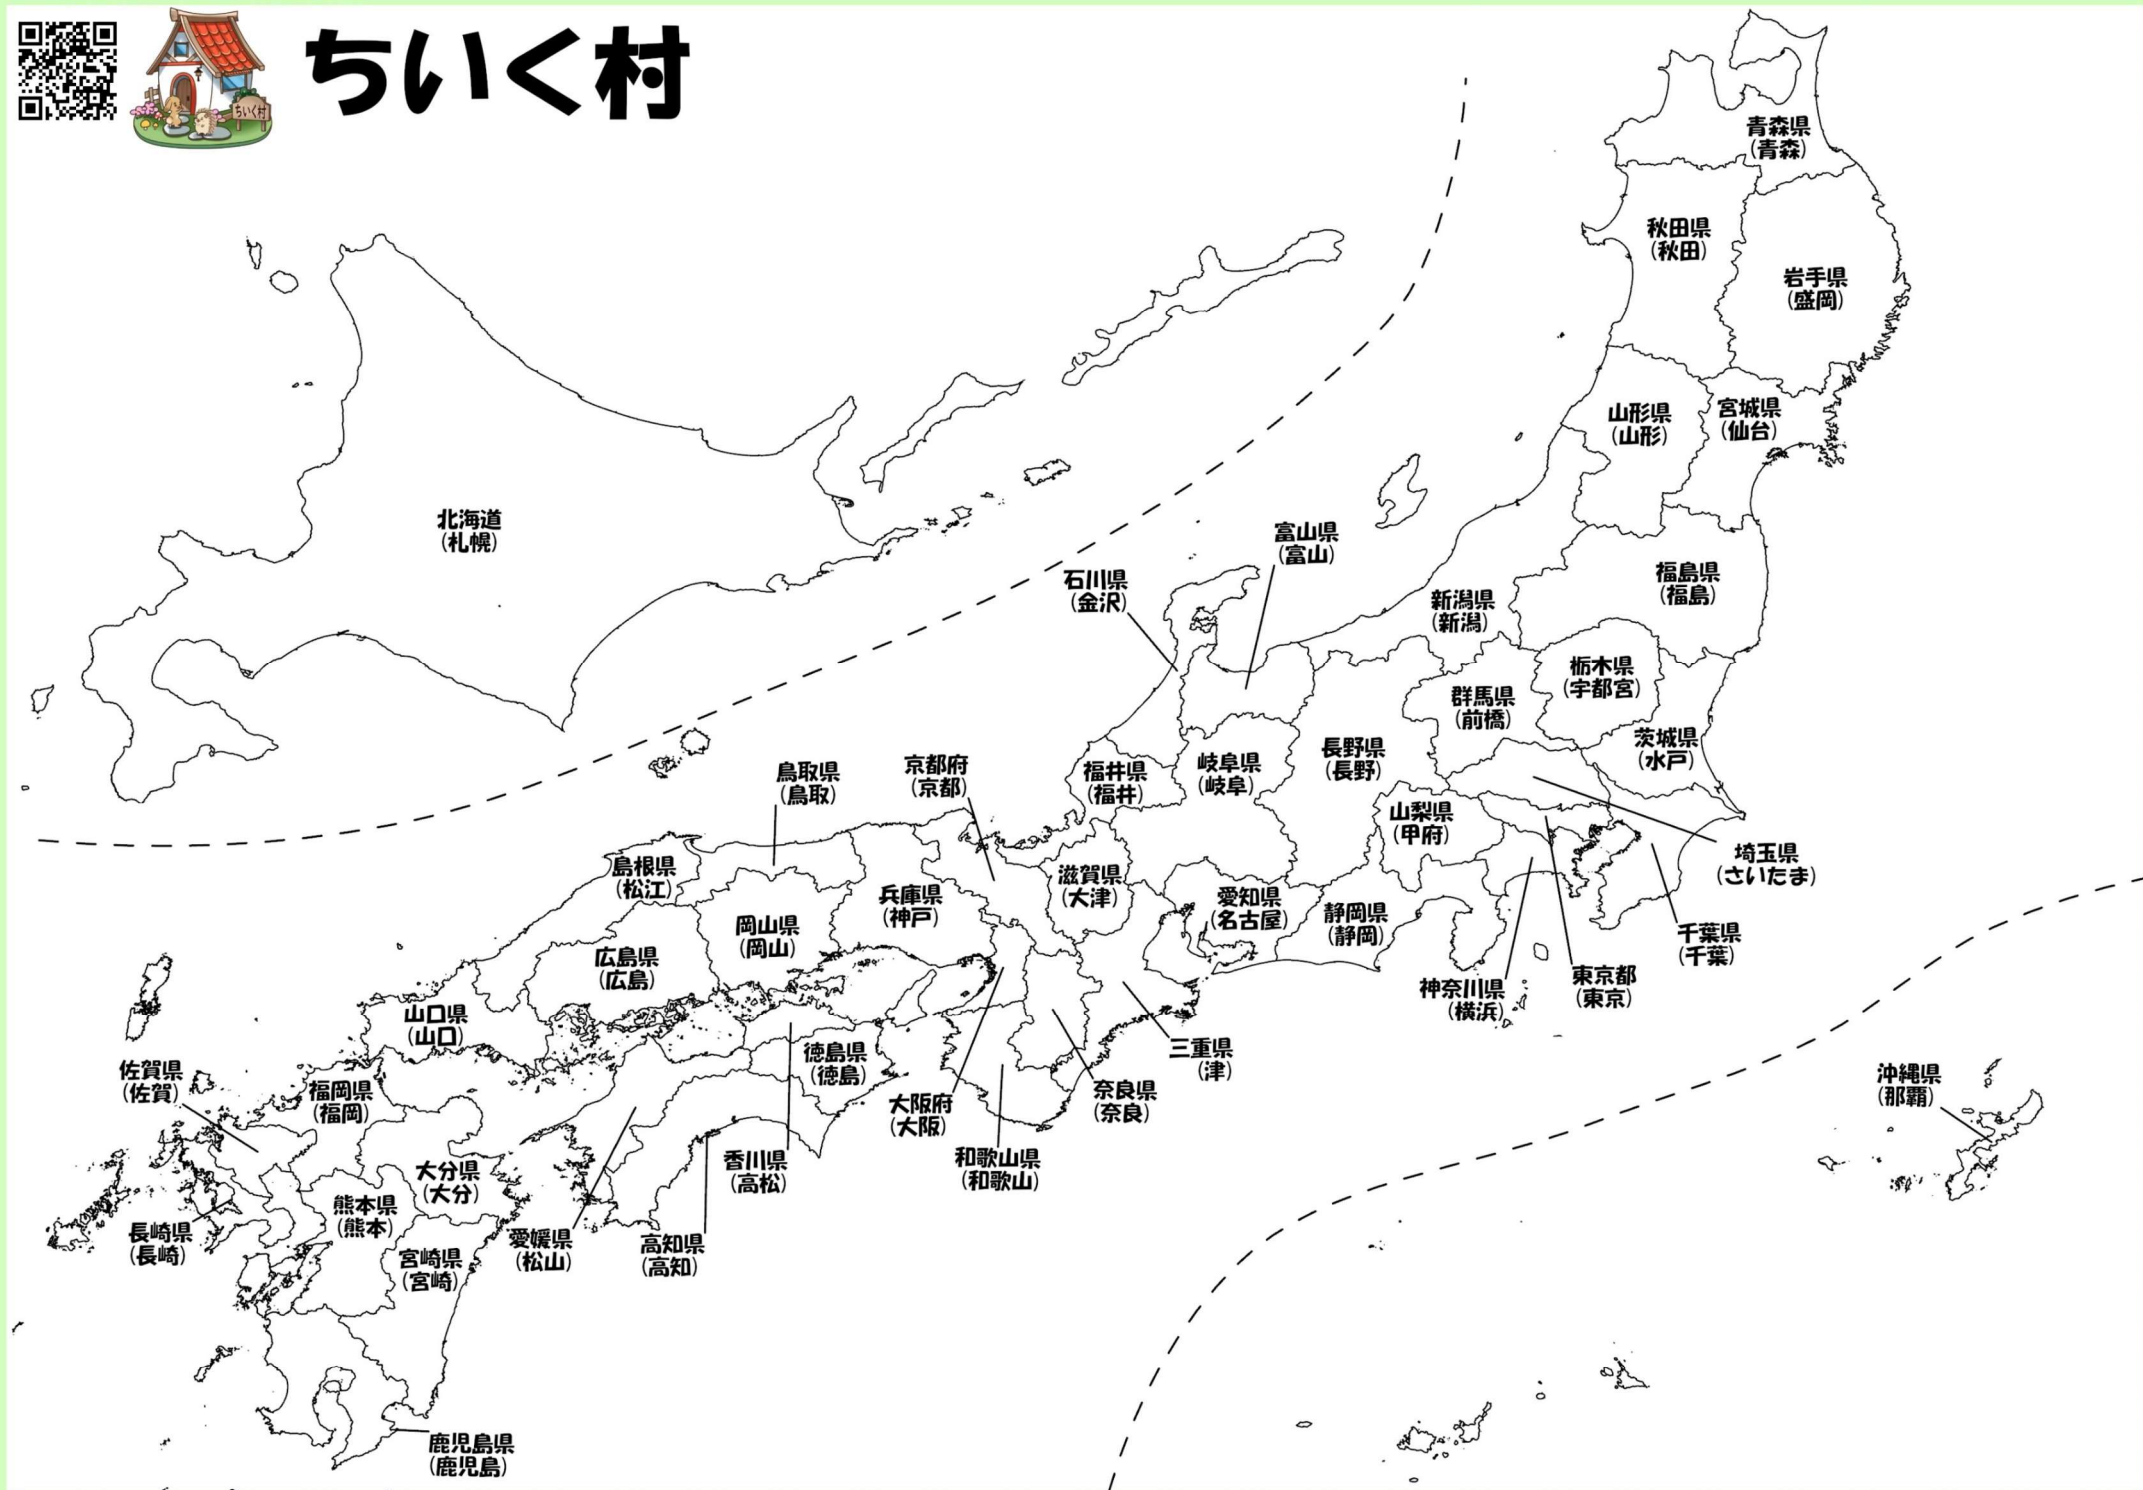 ちいく村
ちいく村
青森県
(青森)
秋田県
(秋田)
岩手県
(盛岡)
山形県
(山形)
宮城県
(仙台)
北海道
(札幌)
富山県
(富山)
石川県
(金沢)
福島県
(福島)
新潟県
(新潟)
栃木県
(宇都宮)
群馬県
(前橋)
茨城県
(水戸)
長野県
(長野)
岐阜県
(岐阜)
福井県
(福井)
京都府
(京都)
鳥取県
(鳥取)
山梨県
(甲府)
埼玉県
(さいたま)
島根県
(松江)
滋賀県
(大津)
兵庫県
(神戸)
愛知県
(名古屋)
静岡県
(静岡)
岡山県
(岡山)
千葉県
(千葉)
広島県
(広島)
東京都
(東京)
神奈川県
(横浜)
山口県
(山口)
三重県
(津)
徳島県
(徳島)
佐賀県
(佐賀)
沖縄県
(那覇)
福岡県
(福岡)
奈良県
(奈良)
大阪府
(大阪)
和歌山県
(和歌山)
香川県
(高松)
大分県
(大分)
熊本県
(熊本)
長崎県
(長崎)
愛媛県
(松山)
高知県
(高知)
宮崎県
(宮崎)
鹿児島県
(鹿児島)